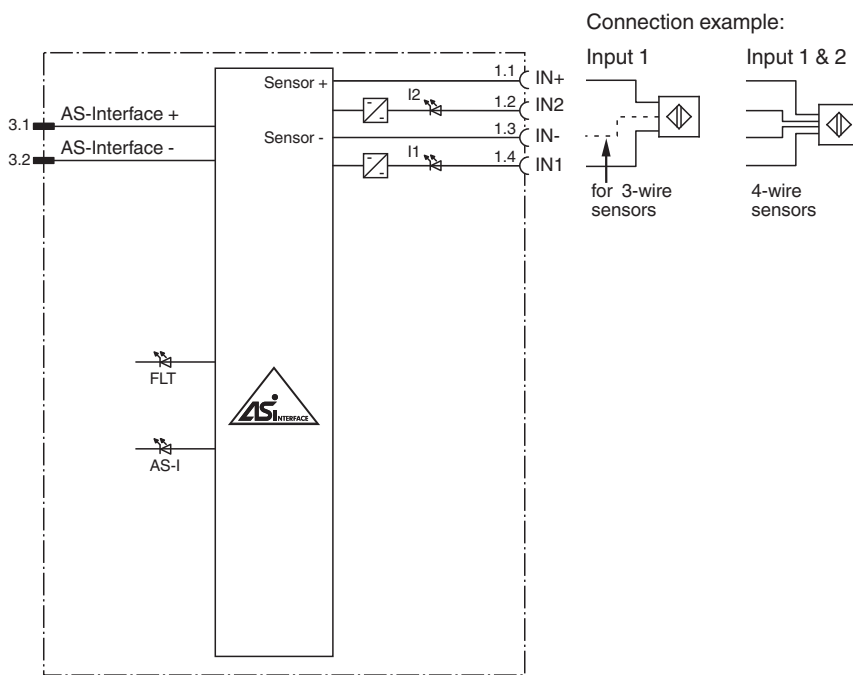 Connection example:
Input 1
Input 1 & 2
Sensor +
1.1 IN+
I2
1.2 IN2
3.1 AS-Interface +
Sensor -
1.3 IN-
3.2 AS-Interface -
I1
1.4 IN1
for 3-wire
sensors
4-wire
sensors
FLT
ASi INTERFACE
AS-I